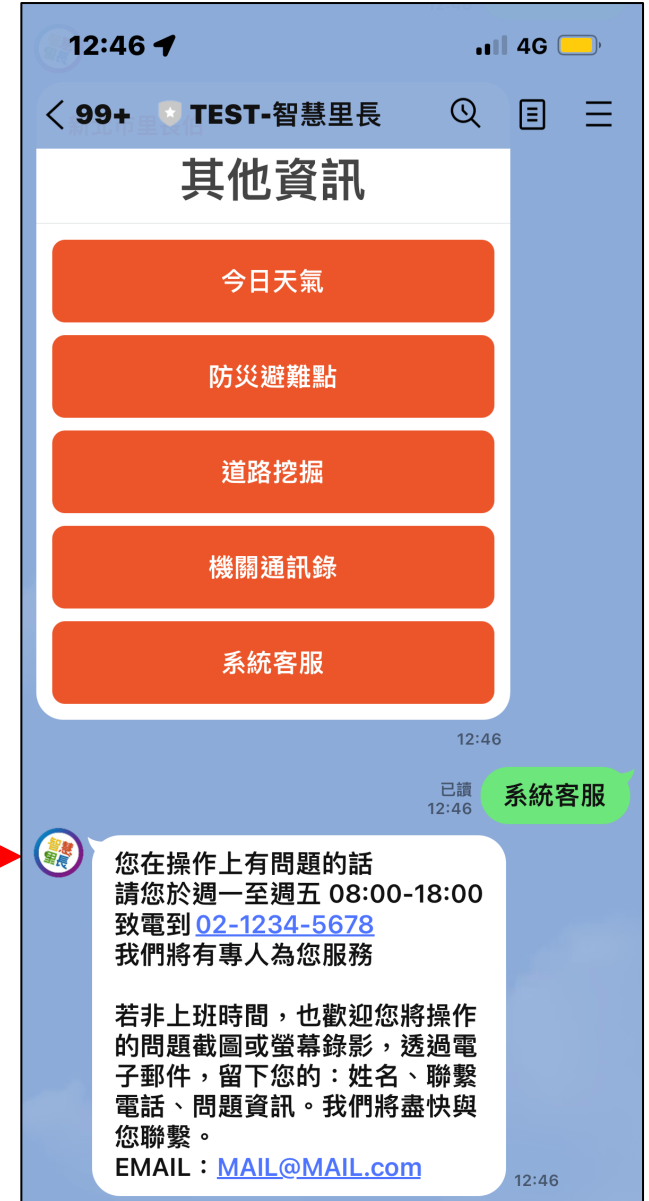 12:46
4G
99+ TEST-智慧里長
其他資訊
今日天氣
防災避難點
道路挖掘
機關通訊錄
系統客服
12:46
已讀
12:46
系統客服
智慧
里長
您在操作上有問題的話
請您於週一至週五 08:00-18:00
致電到 02-1234-5678
我們將有專人為您服務
若非上班時間，也歡迎您將操作
的問題截圖或螢幕錄影，透過電
子郵件，留下您的：姓名、聯繫
電話、問題資訊。我們將盡快與
您聯繫。
EMAIL：MAIL@MAIL.com
12:46